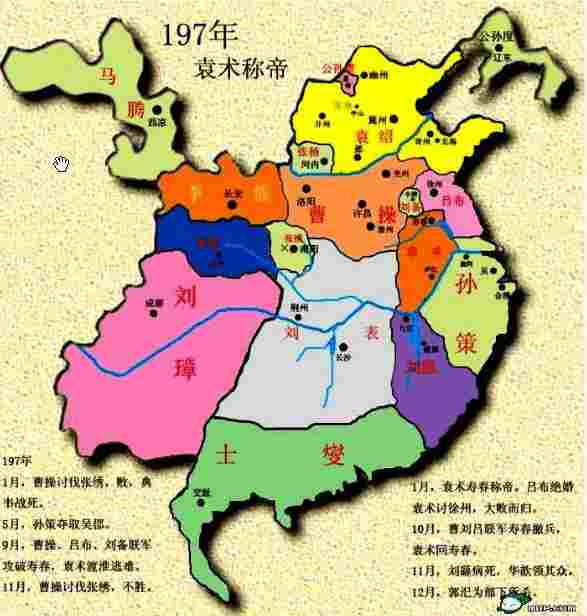 197年
袁术称帝
公孙度
辽东
公孙瓒
幽州
马
腾
西凉
中山
冀州
并州
袁绍
邺
青州
北海
张杨
河内
兖州
徐州
吕布
李 傕
长安
洛阳
曹 操
许昌
豫州
小沛
刘备
张绣
南阳
寿春
袁 术
庐江
孙
策
吴
会稽
刘
璋
成都
荆州
刘 表
长沙
九江
刘繇
士 燮
交趾
197年
1月，曹操讨伐张绣，败，典
韦战死。
5月，孙策夺取吴郡。
9月，曹操、吕布、刘备联军
攻破寿春，袁术渡淮逃难。
11月，曹操讨伐张绣，不胜。
1月，袁术寿春称帝。吕布绝婚
袁术讨徐州，大败而归。
10月，曹刘吕联军寿春撤兵，
袁术回寿春。
11月，刘繇病死，华歆领其众。
12月，郭汜为部下所杀。